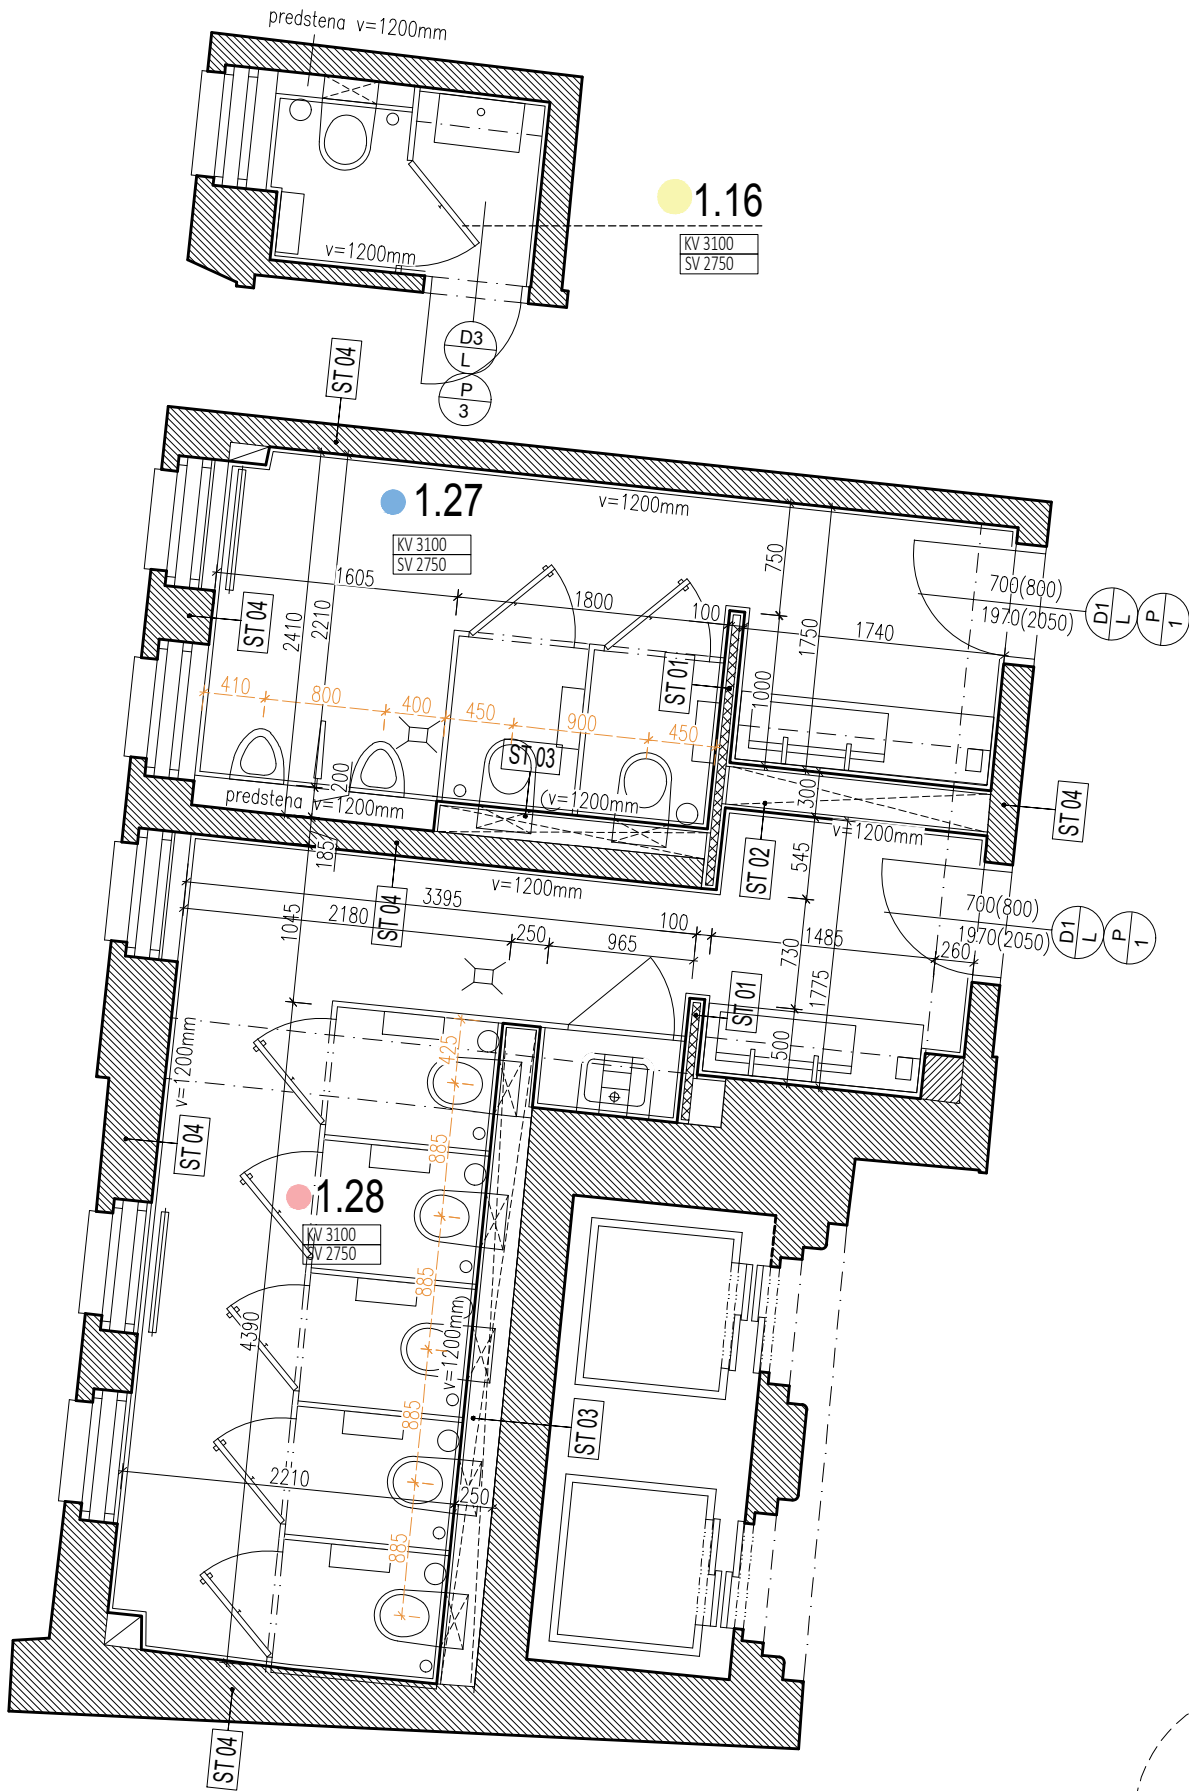 predstena v=1200mm
1.16
KV 3100
SV 2750
v=1200mm
D3
L
P
3
ST 04
1.27
KV 3100
SV 2750
v=1200mm
1605
1800
100
750
1750
1740
700(800)
1970(2050)
D1
L
P
1
ST 04
2410
2210
ST 01
1000
410
800
400
450
900
450
ST 03
200
predstena v=1200mm
(v=1200mm
300
ST 04
v=1200mm
185
ST 04
v=1200mm
ST 02
545
3395
2180
250
100
965
1485
730
1775
260
700(800)
1970(2050)
D1
L
P
1
1045
ST 01
500
v=1200mm
425
885
ST 04
1.28
KV 3100
SV 2750
885
4390
v=1200mm)
885
ST 03
2210
250
885
ST 04